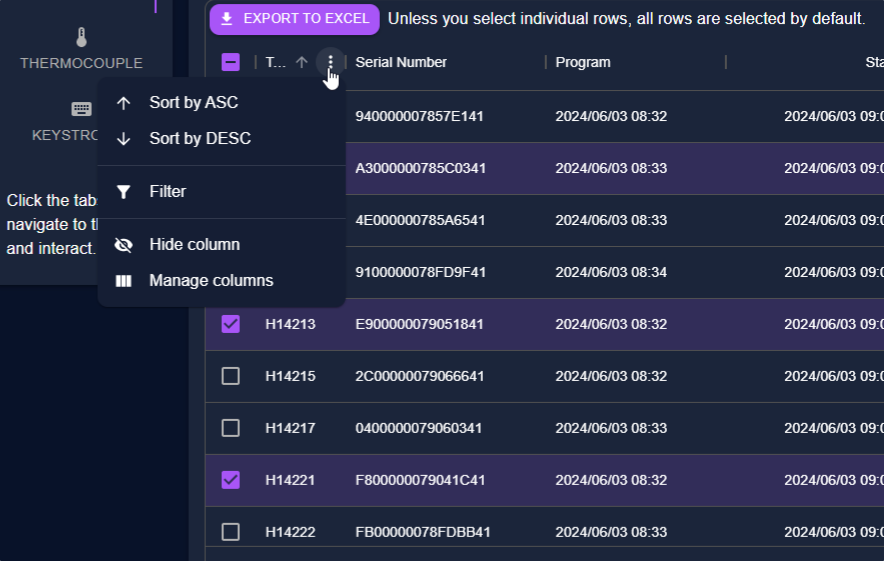 EXPORT TO EXCEL Unless you select individual rows, all rows are selected by default.
THERMOCOUPLE
KEYSTRO
Click the tab
navigate to t
and interact.
T... Serial Number Program Sta
Sort by ASC
Sort by DESC
Filter
Hide column
Manage columns
940000007857E141 2024/06/03 08:32 2024/06/03 09:0
A3000000785C0341 2024/06/03 08:33 2024/06/03 09:0
4E000000785A6541 2024/06/03 08:33 2024/06/03 09:0
9100000078FD9F41 2024/06/03 08:34 2024/06/03 09:0
H14213 E900000079051841 2024/06/03 08:32 2024/06/03 09:0
H14215 2C00000079066641 2024/06/03 08:32 2024/06/03 09:0
H14217 0400000079060341 2024/06/03 08:33 2024/06/03 09:0
H14221 F800000079041C41 2024/06/03 08:32 2024/06/03 09:0
H14222 FB00000078FDBB41 2024/06/03 08:33 2024/06/03 09:0